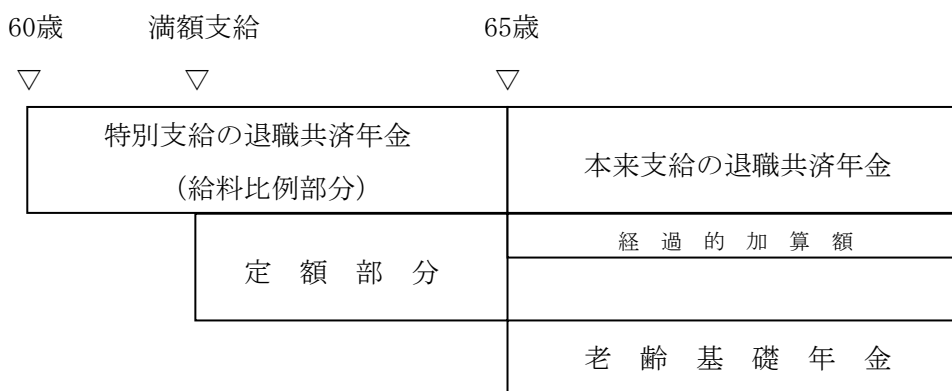 60歳 満額支給 65歳
▽ ▽ ▽
特別支給の退職共済年金
(給料比例部分)
本来支給の退職共済年金
経過的加算額
定額部分
老齢基礎年金